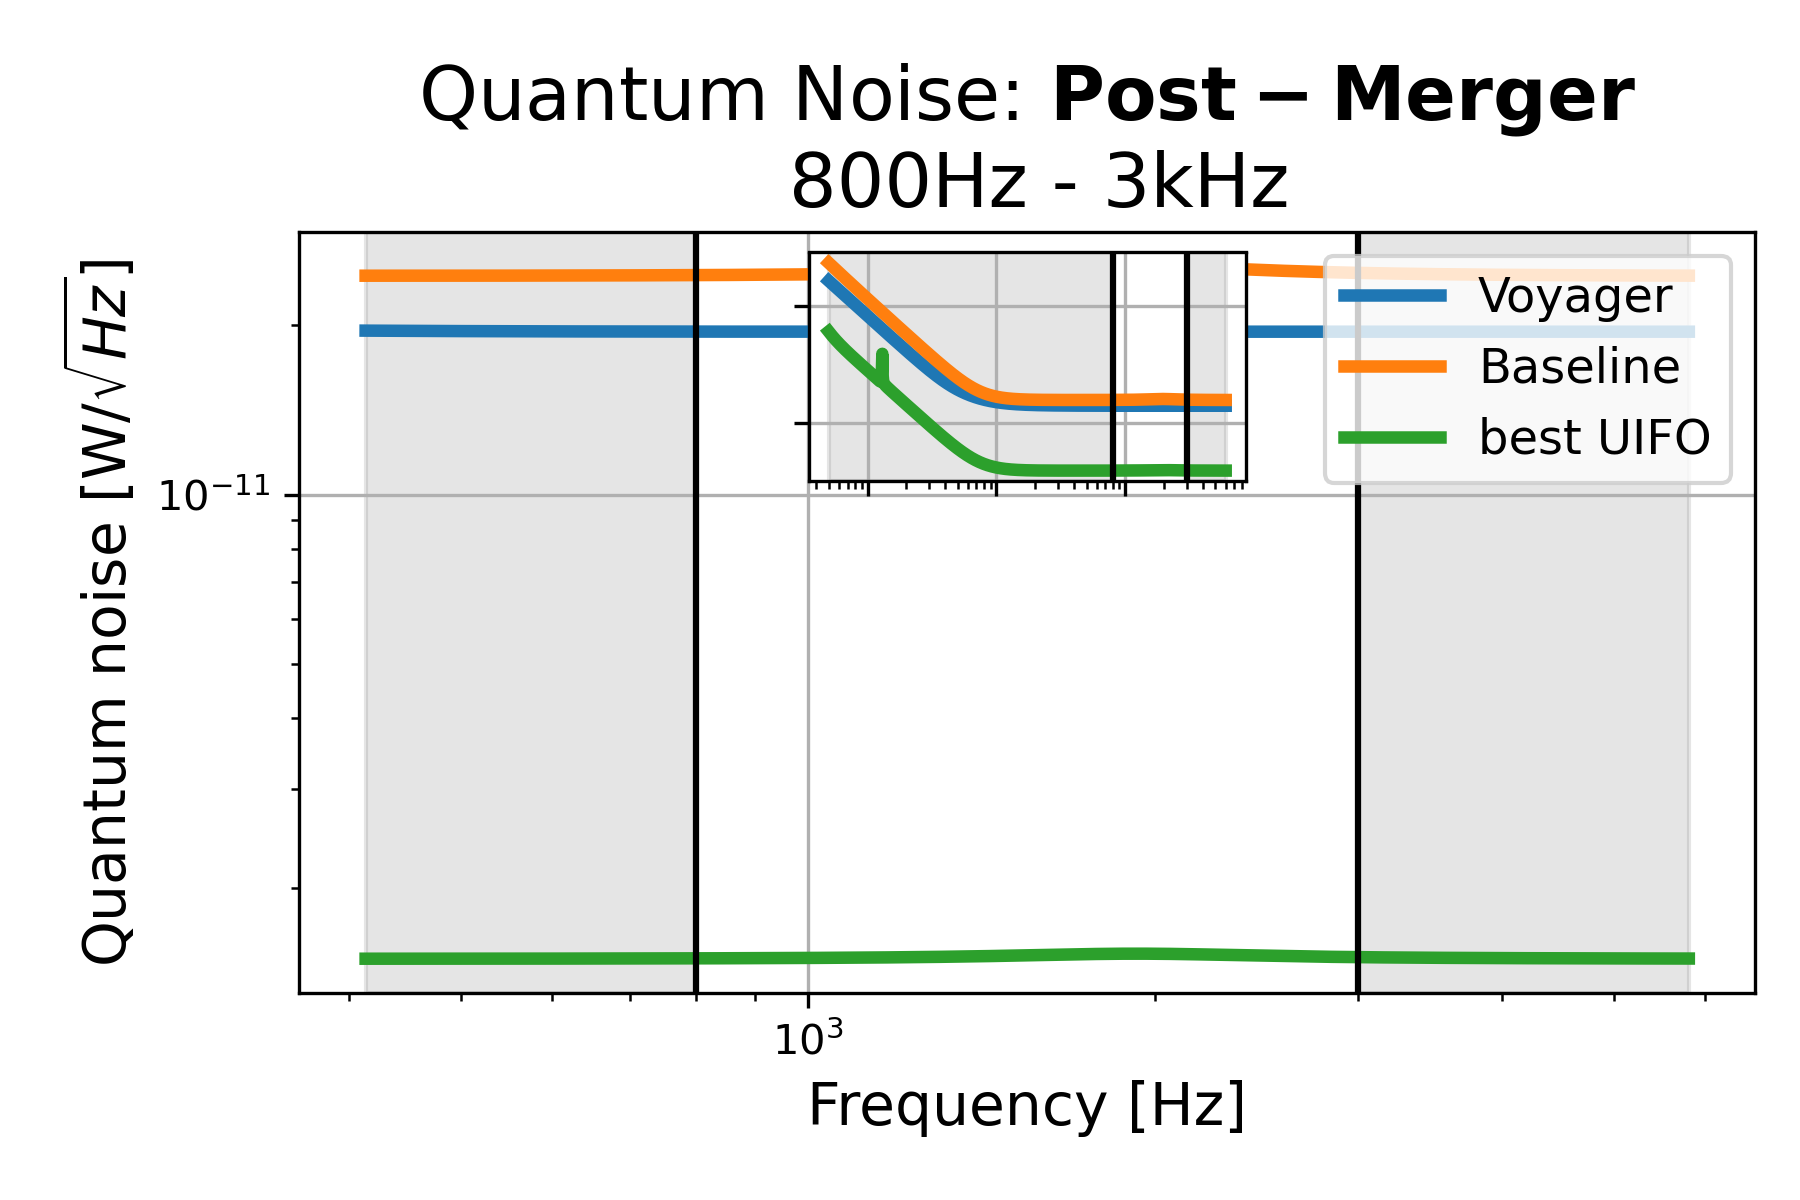 Quantum Noise: Post − Merger
800Hz - 3kHz
Quantum noise [W/√Hz]
10⁻¹¹
Voyager
Baseline
best UIFO
10³
Frequency [Hz]